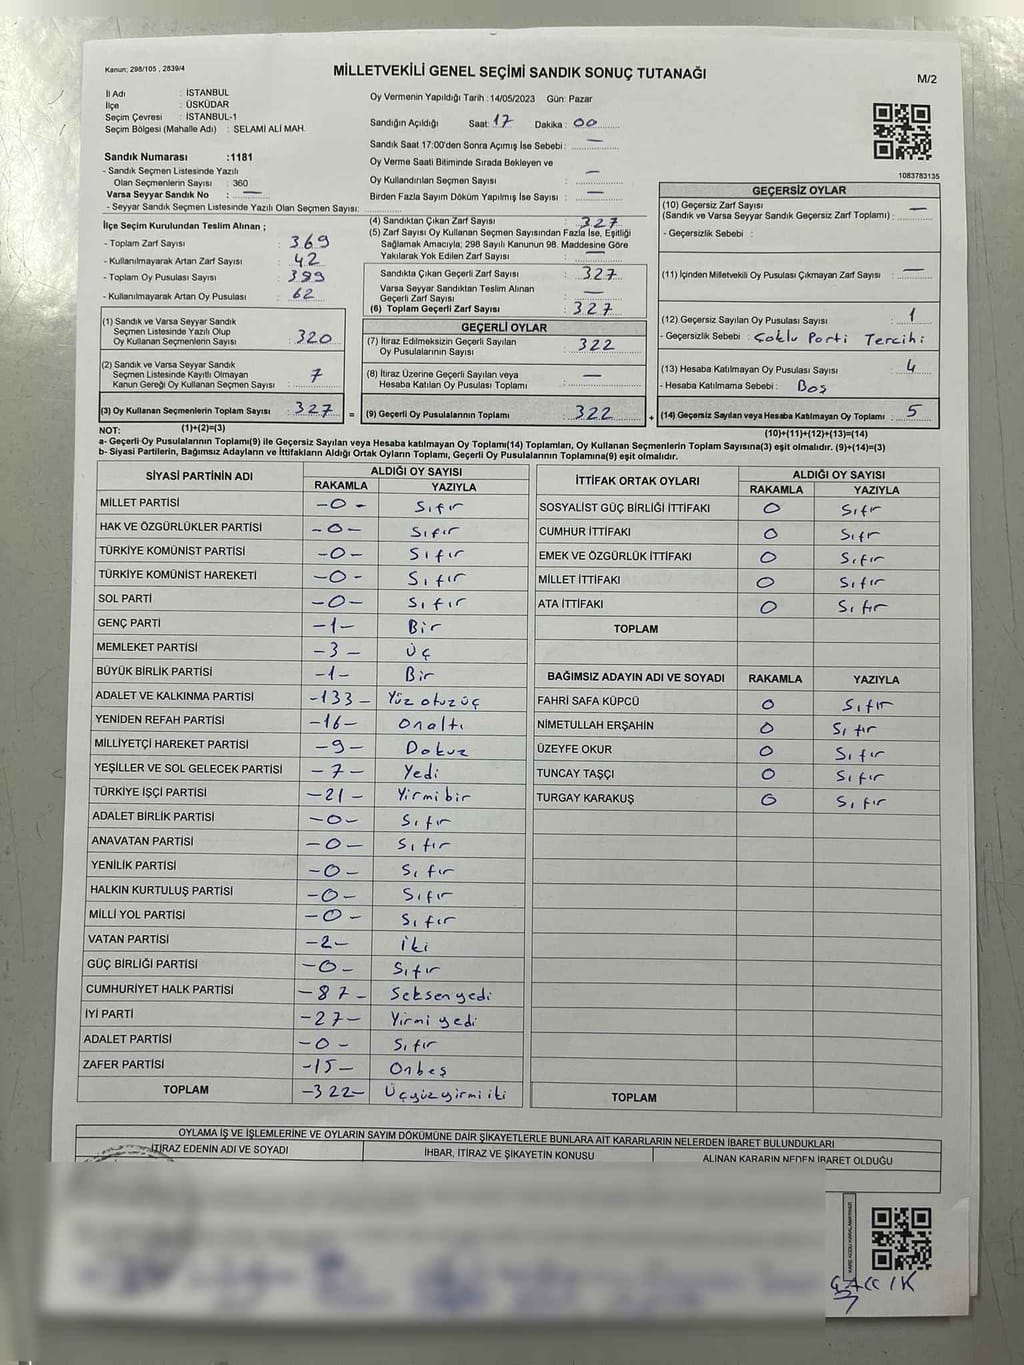 Kanun; 298/105 , 2839/4
MİLLETVEKİLİ GENEL SEÇİMİ SANDIK SONUÇ TUTANAĞI
M/2
İl Adı : İSTANBUL
İlçe : ÜSKÜDAR
Seçim Çevresi : İSTANBUL-1
Seçim Bölgesi (Mahalle Adı) : SELAMİ ALİ MAH.
Sandık Numarası :1181
- Sandık Seçmen Listesinde Yazılı
Olan Seçmenlerin Sayısı : 360
Varsa Seyyar Sandık No : —
- Seyyar Sandık Seçmen Listesinde Yazılı Olan Seçmen Sayısı:
İlçe Seçim Kurulundan Teslim Alınan ;
- Toplam Zarf Sayısı : 369
- Kullanılmayarak Artan Zarf Sayısı : 42
- Toplam Oy Pusulası Sayısı : 389
- Kullanılmayarak Artan Oy Pusulası : 62
Oy Vermenin Yapıldığı Tarih : 14/05/2023 Gün: Pazar
Sandığın Açıldığı Saat: 17 Dakika : 00
Sandık Saat 17:00'den Sonra Açımış İse Sebebi : —
Oy Verme Saati Bitiminde Sırada Bekleyen ve
Oy Kullandırılan Seçmen Sayısı : —
Birden Fazla Sayım Döküm Yapılmış İse Sayısı : —
(4) Sandıktan Çıkan Zarf Sayısı : 327
(5) Zarf Sayısı Oy Kullanan Seçmen Sayısından Fazla İse, Eşitliği
Sağlamak Amacıyla; 298 Sayılı Kanunun 98. Maddesine Göre
Yakılarak Yok Edilen Zarf Sayısı : —
Sandıkta Çıkan Geçerli Zarf Sayısı : 327
Varsa Seyyar Sandıktan Teslim Alınan
Geçerli Zarf Sayısı : —
(6) Toplam Geçerli Zarf Sayısı : 327
1083783135
GEÇERSİZ OYLAR
(10) Geçersiz Zarf Sayısı
(Sandık ve Varsa Seyyar Sandık Geçersiz Zarf Toplamı) : —
- Geçersizlik Sebebi :
(11) İçinden Milletvekili Oy Pusulası Çıkmayan Zarf Sayısı : —
(12) Geçersiz Sayılan Oy Pusulası Sayısı : 1
- Geçersizlik Sebebi : Çoklu Parti Tercihi
(13) Hesaba Katılmayan Oy Pusulası Sayısı : 4
- Hesaba Katılmama Sebebi : Boş
(1) Sandık ve Varsa Seyyar Sandık
Seçmen Listesinde Yazılı Olup
Oy Kullanan Seçmenlerin Sayısı : 320
(2) Sandık ve Varsa Seyyar Sandık
Seçmen Listesinde Kayıtlı Olmayan
Kanun Gereği Oy Kullanan Seçmen Sayısı : 7
GEÇERLİ OYLAR
(7) İtiraz Edilmeksizin Geçerli Sayılan
Oy Pusulalarının Sayısı : 322
(8) İtiraz Üzerine Geçerli Sayılan veya
Hesaba Katılan Oy Pusulası Toplamı : —
(3) Oy Kullanan Seçmenlerin Toplam Sayısı : 327 = (9) Geçerli Oy Pusulalarının Toplamı : 322 + (14) Geçersiz Sayılan veya Hesaba Katılmayan Oy Toplamı : 5
NOT: (1)+(2)=(3) (10)+(11)+(12)+(13)=(14)
a- Geçerli Oy Pusulalarının Toplamı(9) ile Geçersiz Sayılan veya Hesaba katılmayan Oy Toplamı(14) Toplamları, Oy Kullanan Seçmenlerin Toplam Sayısına(3) eşit olmalıdır. (9)+(14)=(3)
b- Siyasi Partilerin, Bağımsız Adayların ve İttifakların Aldığı Ortak Oyların Toplamı, Geçerli Oy Pusulalarının Toplamına(9) eşit olmalıdır.
SİYASİ PARTİNİN ADI ALDIĞI OY SAYISI
RAKAMLA YAZIYLA
MİLLET PARTİSİ -0- Sıfır
HAK VE ÖZGÜRLÜKLER PARTİSİ -0- Sıfır
TÜRKİYE KOMÜNİST PARTİSİ -0- Sıfır
TÜRKİYE KOMÜNİST HAREKETİ -0- Sıfır
SOL PARTİ -0- Sıfır
GENÇ PARTİ -1- Bir
MEMLEKET PARTİSİ -3- Üç
BÜYÜK BİRLİK PARTİSİ -1- Bir
ADALET VE KALKINMA PARTİSİ -133- Yüz otuzüç
YENİDEN REFAH PARTİSİ -16- Onaltı
MİLLİYETÇİ HAREKET PARTİSİ -9- Dokuz
YEŞİLLER VE SOL GELECEK PARTİSİ -7- Yedi
TÜRKİYE İŞÇİ PARTİSİ -21- Yirmibir
ADALET BİRLİK PARTİSİ -0- Sıfır
ANAVATAN PARTİSİ -0- Sıfır
YENİLİK PARTİSİ -0- Sıfır
HALKIN KURTULUŞ PARTİSİ -0- Sıfır
MİLLİ YOL PARTİSİ -0- Sıfır
VATAN PARTİSİ -2- İki
GÜÇ BİRLİĞİ PARTİSİ -0- Sıfır
CUMHURİYET HALK PARTİSİ -87- Seksenyedi
İYİ PARTİ -27- Yirmi yedi
ADALET PARTİSİ -0- Sıfır
ZAFER PARTİSİ -15- Onbeş
TOPLAM -322- Üçyüzyirmiiki
İTTİFAK ORTAK OYLARI ALDIĞI OY SAYISI
RAKAMLA YAZIYLA
SOSYALİST GÜÇ BİRLİĞİ İTTİFAKI 0 Sıfır
CUMHUR İTTİFAKI 0 Sıfır
EMEK VE ÖZGÜRLÜK İTTİFAKI 0 Sıfır
MİLLET İTTİFAKI 0 Sıfır
ATA İTTİFAKI 0 Sıfır
TOPLAM
BAĞIMSIZ ADAYIN ADI VE SOYADI RAKAMLA YAZIYLA
FAHRİ SAFA KÜPCÜ 0 Sıfır
NİMETULLAH ERŞAHİN 0 Sıfır
ÜZEYFE OKUR 0 Sıfır
TUNCAY TAŞÇI 0 Sıfır
TURGAY KARAKUŞ 0 Sıfır
TOPLAM
OYLAMA İŞ VE İŞLEMLERİNE VE OYLARIN SAYIM DÖKÜMÜNE DAİR ŞİKAYETLERLE BUNLARA AİT KARARLARIN NELERDEN İBARET BULUNDUKLARI
İTİRAZ EDENİN ADI VE SOYADI İHBAR, İTİRAZ VE ŞİKAYETİN KONUSU ALINAN KARARIN NEDEN İBARET OLDUĞU